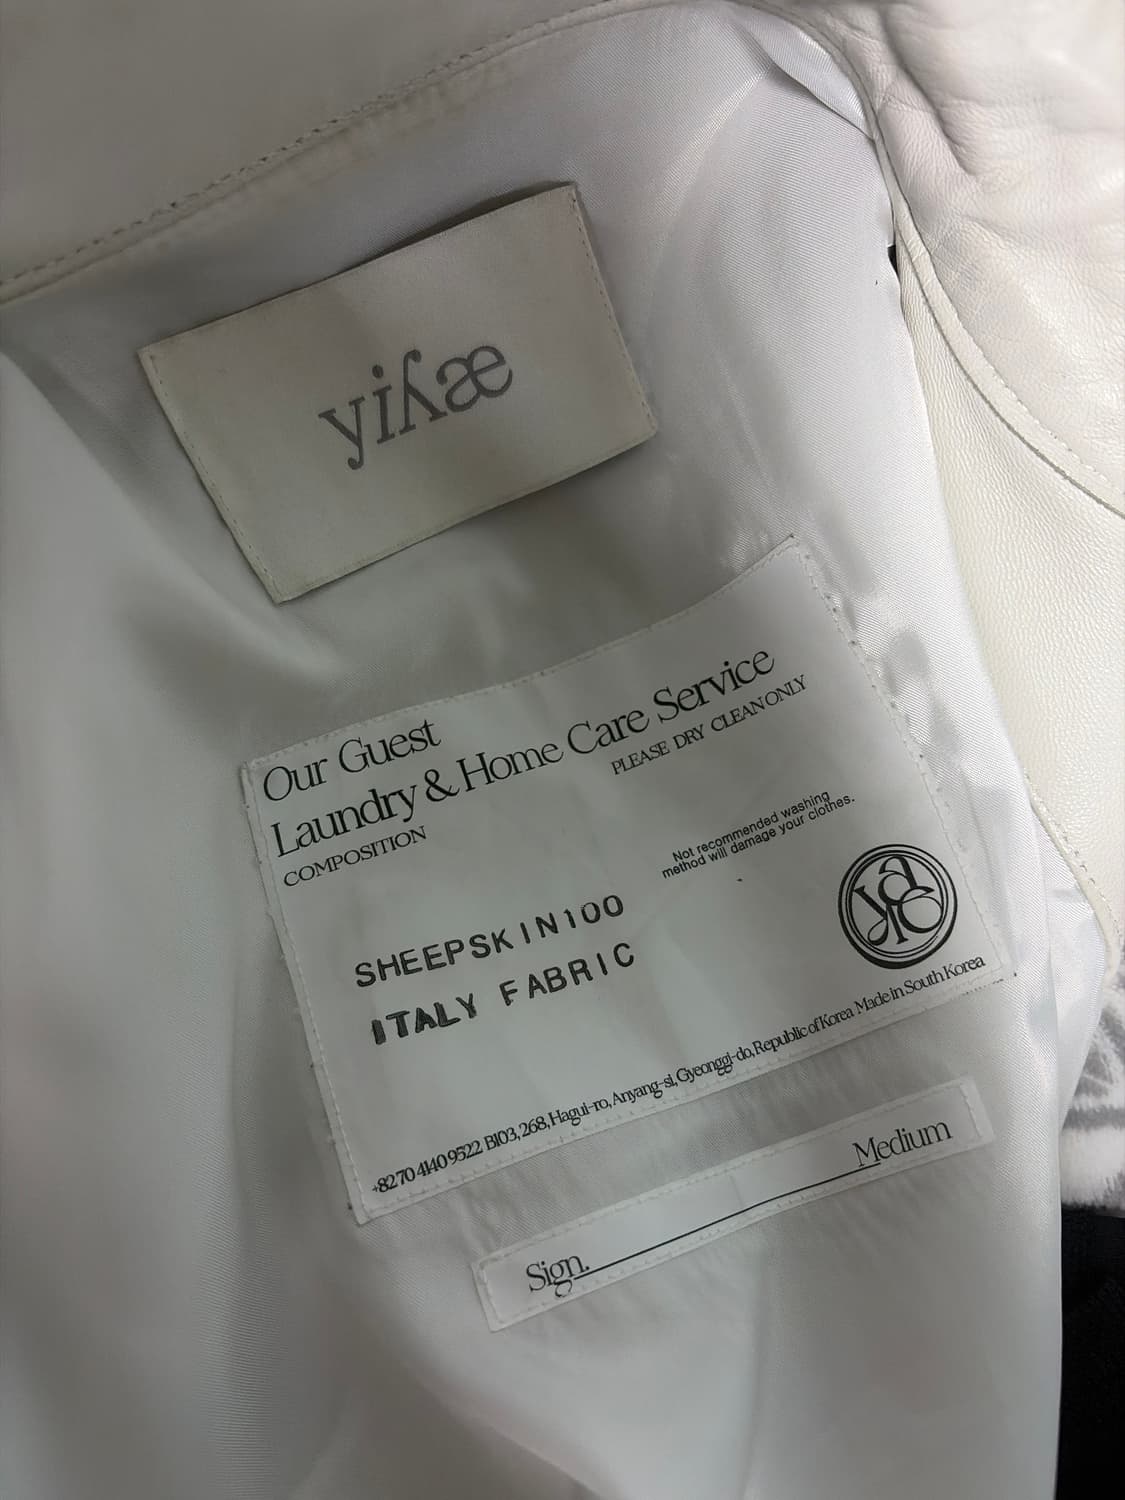 yiʎæ
Our Guest
Laundry & Home Care Service
PLEASE DRY CLEAN ONLY
COMPOSITION
Not recommended washing
method will damage your clothes.
SHEEPSKIN100
ITALY FABRIC
+82 70 4140 9522 B103, 268, Hagui-ro, Anyang-si, Gyeonggi-do, Republic of Korea Made in South Korea
Medium
Sign.